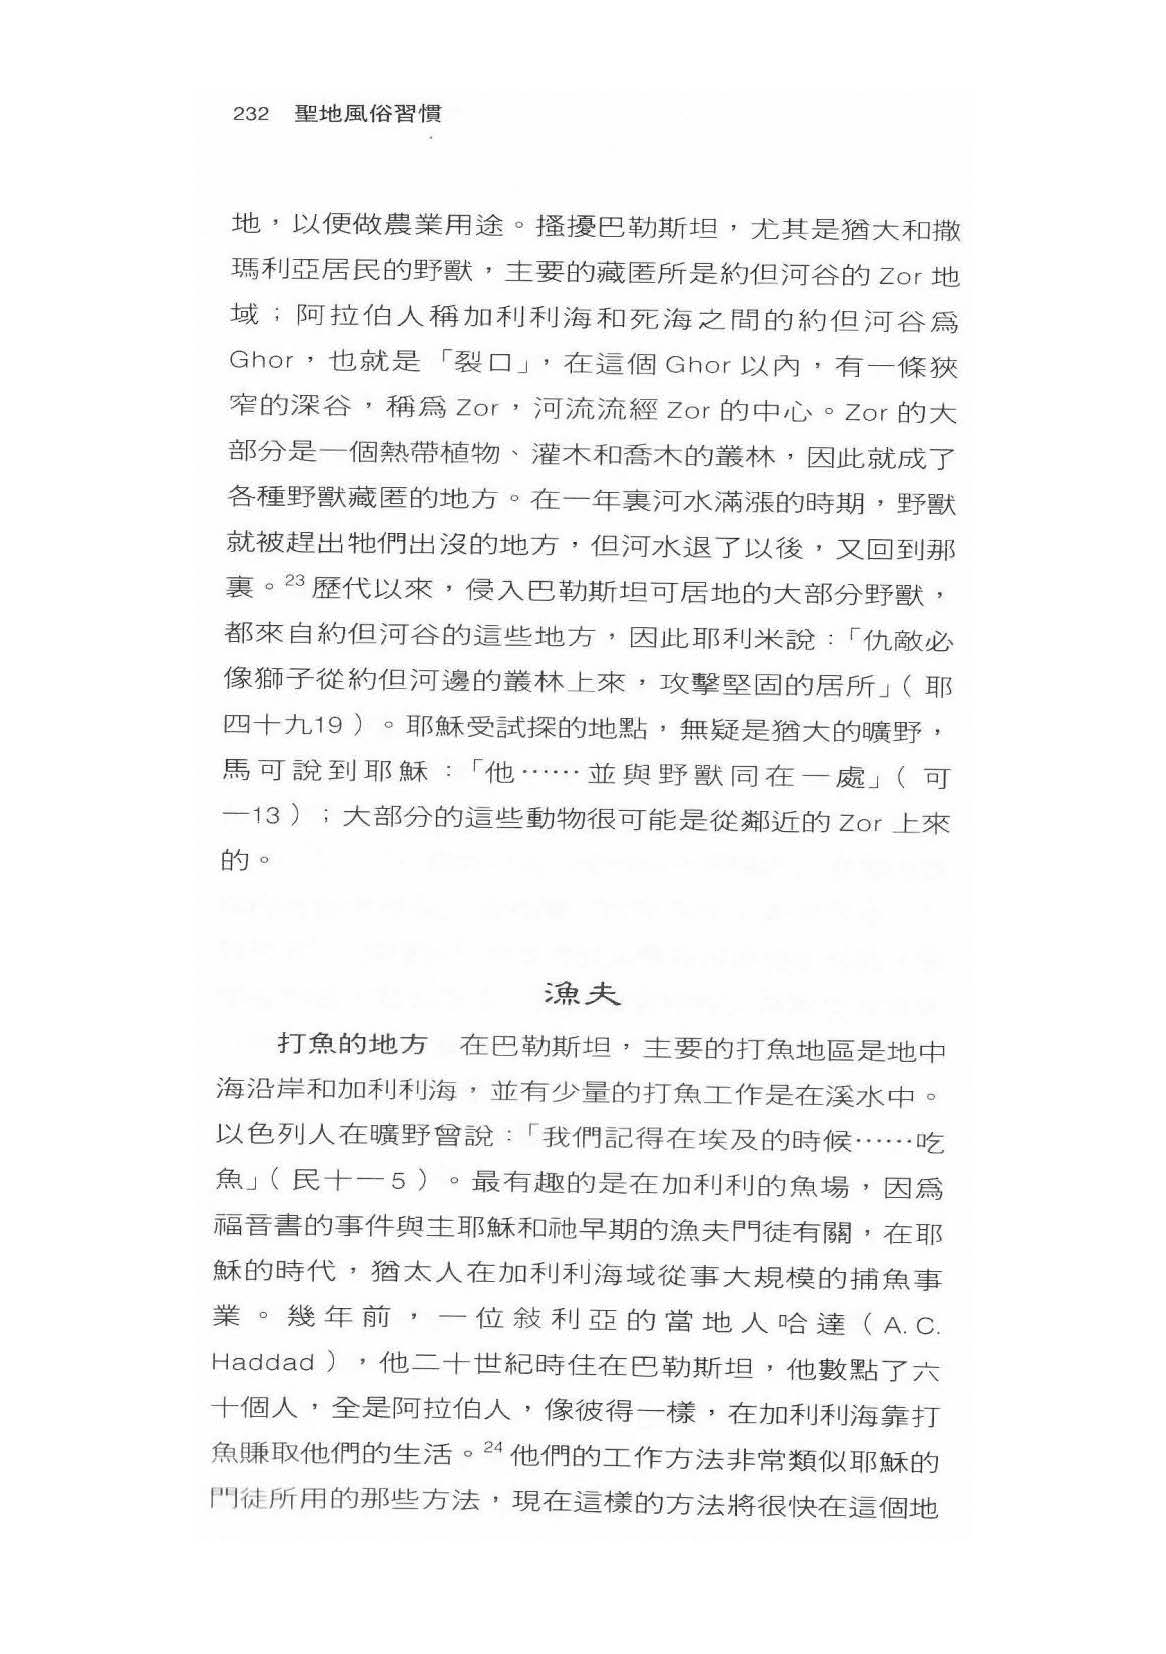 232 聖地風俗習慣
地，以便做農業用途。搔擾巴勒斯坦，尤其是猶大和撒
瑪利亞居民的野獸，主要的藏匿所是約但河谷的 Zor 地
域；阿拉伯人稱加利利海和死海之間的約但河谷爲
Ghor，也就是「裂口」，在這個 Ghor 以內，有一條狹
窄的深谷，稱爲 Zor，河流流經 Zor 的中心。Zor 的大
部分是一個熱帶植物、灌木和喬木的叢林，因此就成了
各種野獸藏匿的地方。在一年裏河水滿漲的時期，野獸
就被趕出牠們出沒的地方，但河水退了以後，又回到那
裏。23 歷代以來，侵入巴勒斯坦可居地的大部分野獸，
都來自約但河谷的這些地方，因此耶利米說：「仇敵必
像獅子從約但河邊的叢林上來，攻擊堅固的居所」（耶
四十九19）。耶穌受試探的地點，無疑是猶大的曠野，
馬可說到耶穌：「他⋯⋯並與野獸同在一處」（可
一13）；大部分的這些動物很可能是從鄰近的 Zor 上來
的。
漁夫
打魚的地方 在巴勒斯坦，主要的打魚地區是地中
海沿岸和加利利海，並有少量的打魚工作是在溪水中。
以色列人在曠野曾說：「我們記得在埃及的時候⋯⋯吃
魚」（民十一5）。最有趣的是在加利利的魚場，因爲
福音書的事件與主耶穌和祂早期的漁夫門徒有關，在耶
穌的時代，猶太人在加利利海域從事大規模的捕魚事
業。幾年前，一位敍利亞的當地人哈達（A. C.
Haddad），他二十世紀時住在巴勒斯坦，他數點了六
十個人，全是阿拉伯人，像彼得一樣，在加利利海靠打
魚賺取他們的生活。24 他們的工作方法非常類似耶穌的
門徒所用的那些方法，現在這樣的方法將很快在這個地